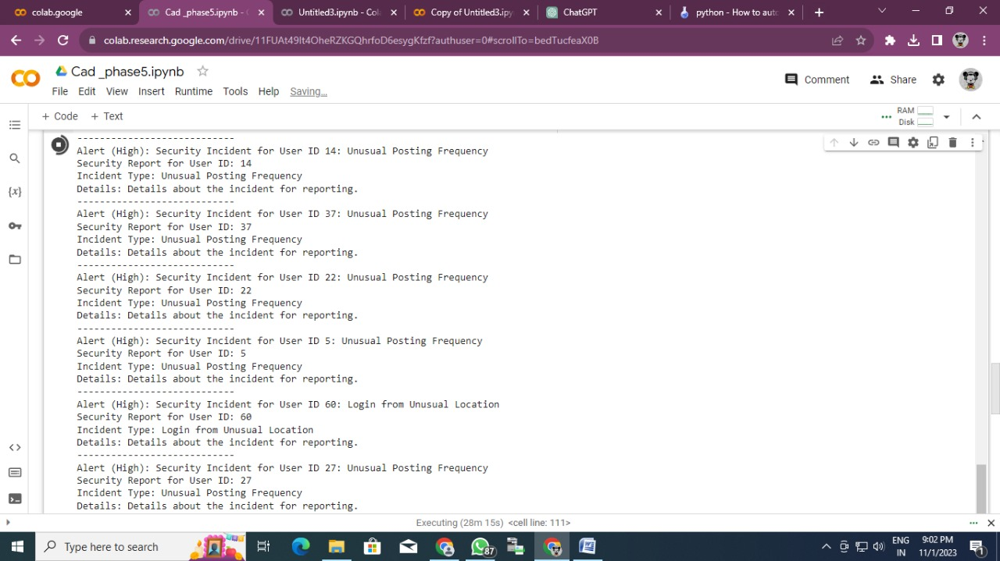 colab.google
Cad _phase5.ipynb - C
Untitled3.ipynb - Col
Copy of Untitled3.ipy
ChatGPT
python - How to auto
colab.research.google.com/drive/11FUAt49It4OheRZKGQhrfoD6esygKfzf?authuser=0#scrollTo=bedTucfeaX0B
Cad _phase5.ipynb
Comment
Share
File Edit View Insert Runtime Tools Help Saving...
+ Code + Text
RAM
Disk
---------------------------
Alert (High): Security Incident for User ID 14: Unusual Posting Frequency
Security Report for User ID: 14
Incident Type: Unusual Posting Frequency
Details: Details about the incident for reporting.
---------------------------
Alert (High): Security Incident for User ID 37: Unusual Posting Frequency
Security Report for User ID: 37
Incident Type: Unusual Posting Frequency
Details: Details about the incident for reporting.
---------------------------
Alert (High): Security Incident for User ID 22: Unusual Posting Frequency
Security Report for User ID: 22
Incident Type: Unusual Posting Frequency
Details: Details about the incident for reporting.
---------------------------
Alert (High): Security Incident for User ID 5: Unusual Posting Frequency
Security Report for User ID: 5
Incident Type: Unusual Posting Frequency
Details: Details about the incident for reporting.
---------------------------
Alert (High): Security Incident for User ID 60: Login from Unusual Location
Security Report for User ID: 60
Incident Type: Login from Unusual Location
Details: Details about the incident for reporting.
---------------------------
Alert (High): Security Incident for User ID 27: Unusual Posting Frequency
Security Report for User ID: 27
Incident Type: Unusual Posting Frequency
Details: Details about the incident for reporting.
Executing (28m 15s) <cell line: 111>
Type here to search
87
ENG
IN
9:02 PM
11/1/2023
1